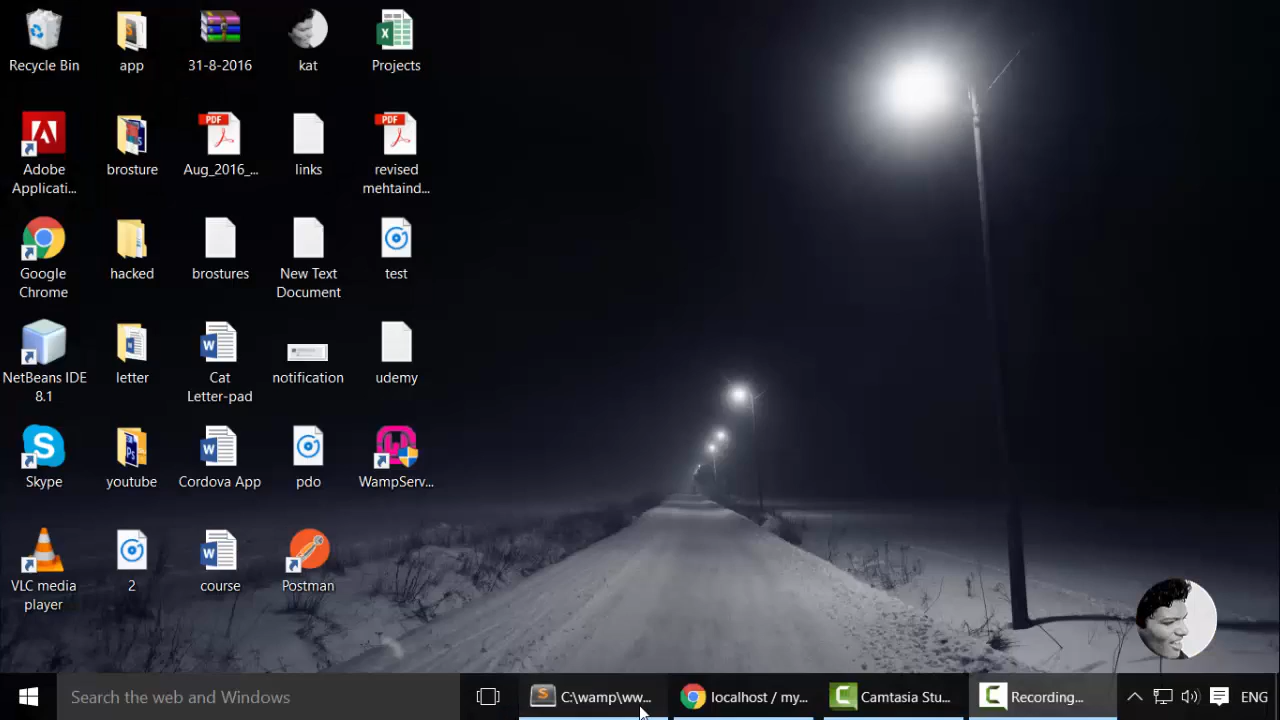 Recycle Bin
app
31-8-2016
kat
Projects
Adobe
Applicati...
brosture
PDF
Aug_2016_...
links
PDF
revised
mehtaind...
Google
Chrome
hacked
brostures
New Text
Document
test
NetBeans IDE
8.1
letter
Cat
Letter-pad
notification
udemy
Skype
youtube
Cordova App
pdo
WampServ...
VLC media
player
2
course
Postman
Search the web and Windows
C:\wamp\ww...
localhost / my...
Camtasia Stu...
Recording...
ENG